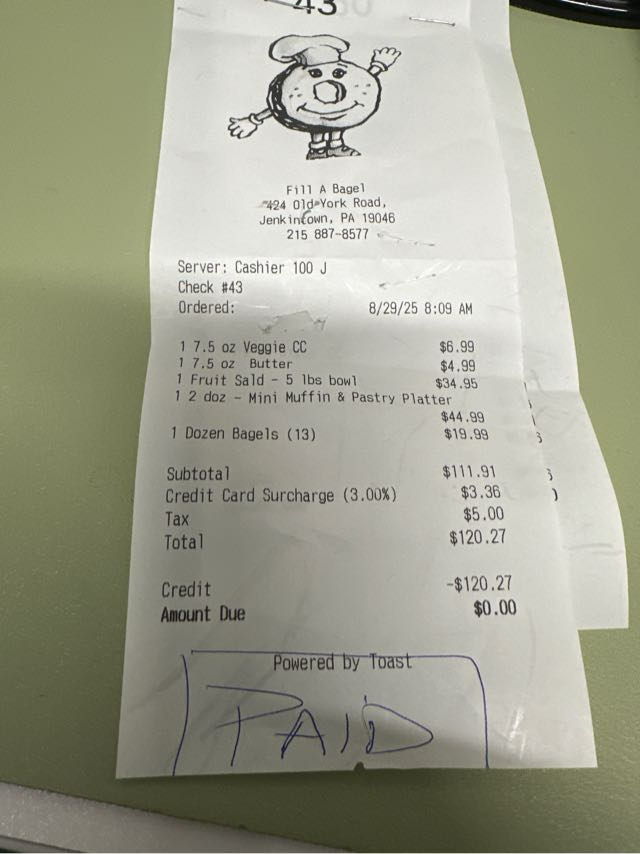 43
Fill A Bagel
424 Old York Road,
Jenkintown, PA 19046
215 887-8577
Server: Cashier 100 J
Check #43
Ordered: 8/29/25 8:09 AM
1 7.5 oz Veggie CC $6.99
1 7.5 oz Butter $4.99
1 Fruit Sald - 5 lbs bowl $34.95
1 2 doz - Mini Muffin & Pastry Platter
$44.99
1 Dozen Bagels (13) $19.99
Subtotal $111.91
Credit Card Surcharge (3.00%) $3.36
Tax $5.00
Total $120.27
Credit -$120.27
Amount Due $0.00
Powered by Toast
PAID